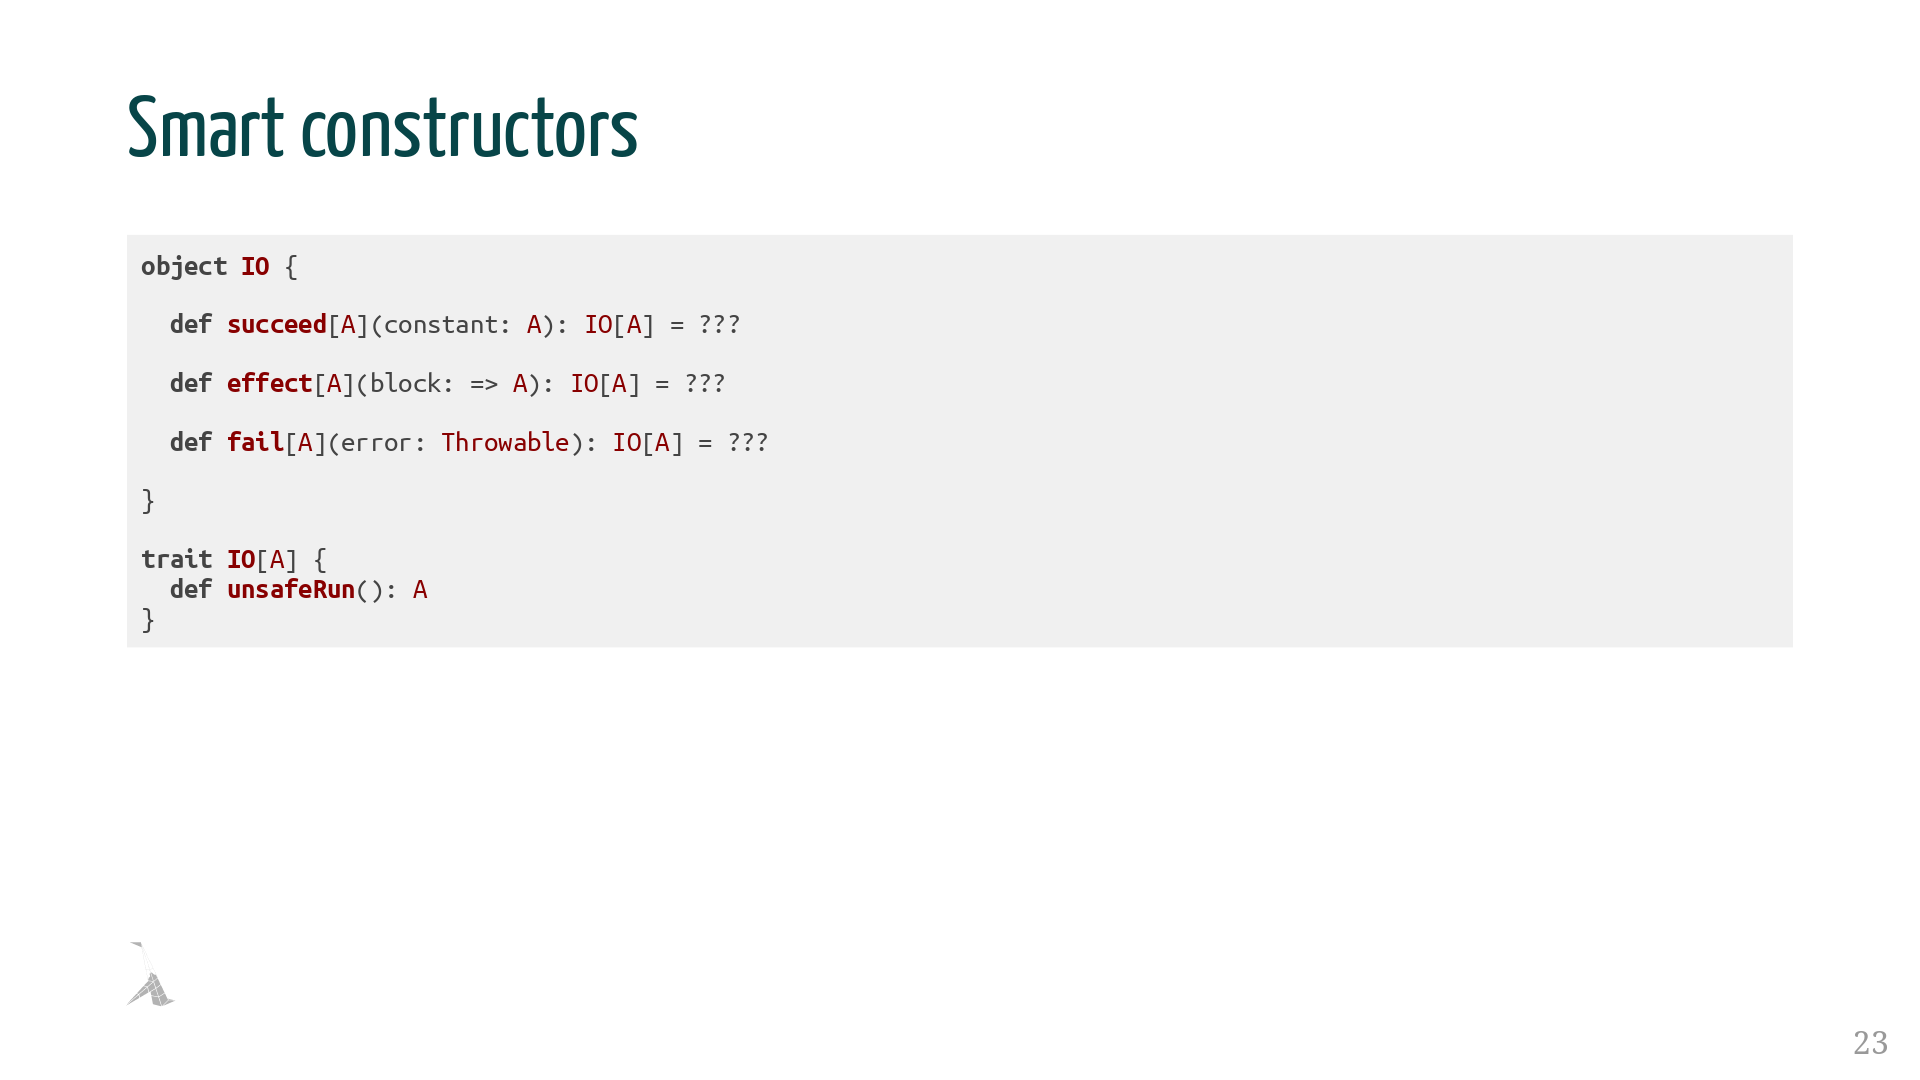 Smart constructors
object IO {
  def succeed[A](constant: A): IO[A] = ???
  def effect[A](block: => A): IO[A] = ???
  def fail[A](error: Throwable): IO[A] = ???
}
trait IO[A] {
  def unsafeRun(): A
}
23